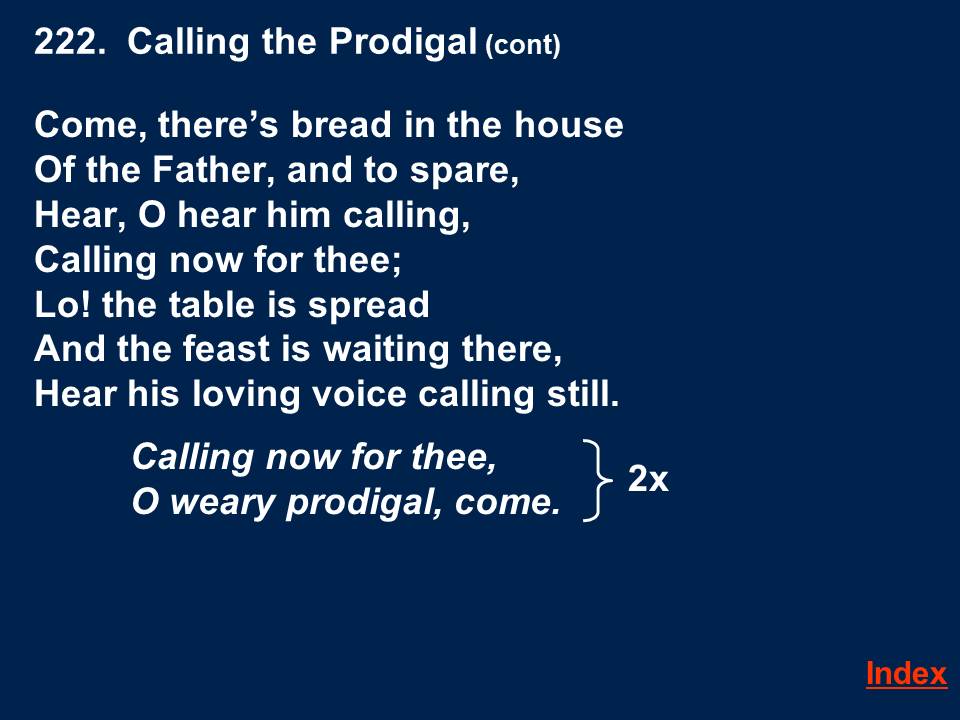 222. Calling the Prodigal (cont)
Come, there’s bread in the house
Of the Father, and to spare,
Hear, O hear him calling,
Calling now for thee;
Lo! the table is spread
And the feast is waiting there,
Hear his loving voice calling still.
Calling now for thee,
O weary prodigal, come.
2x
Index